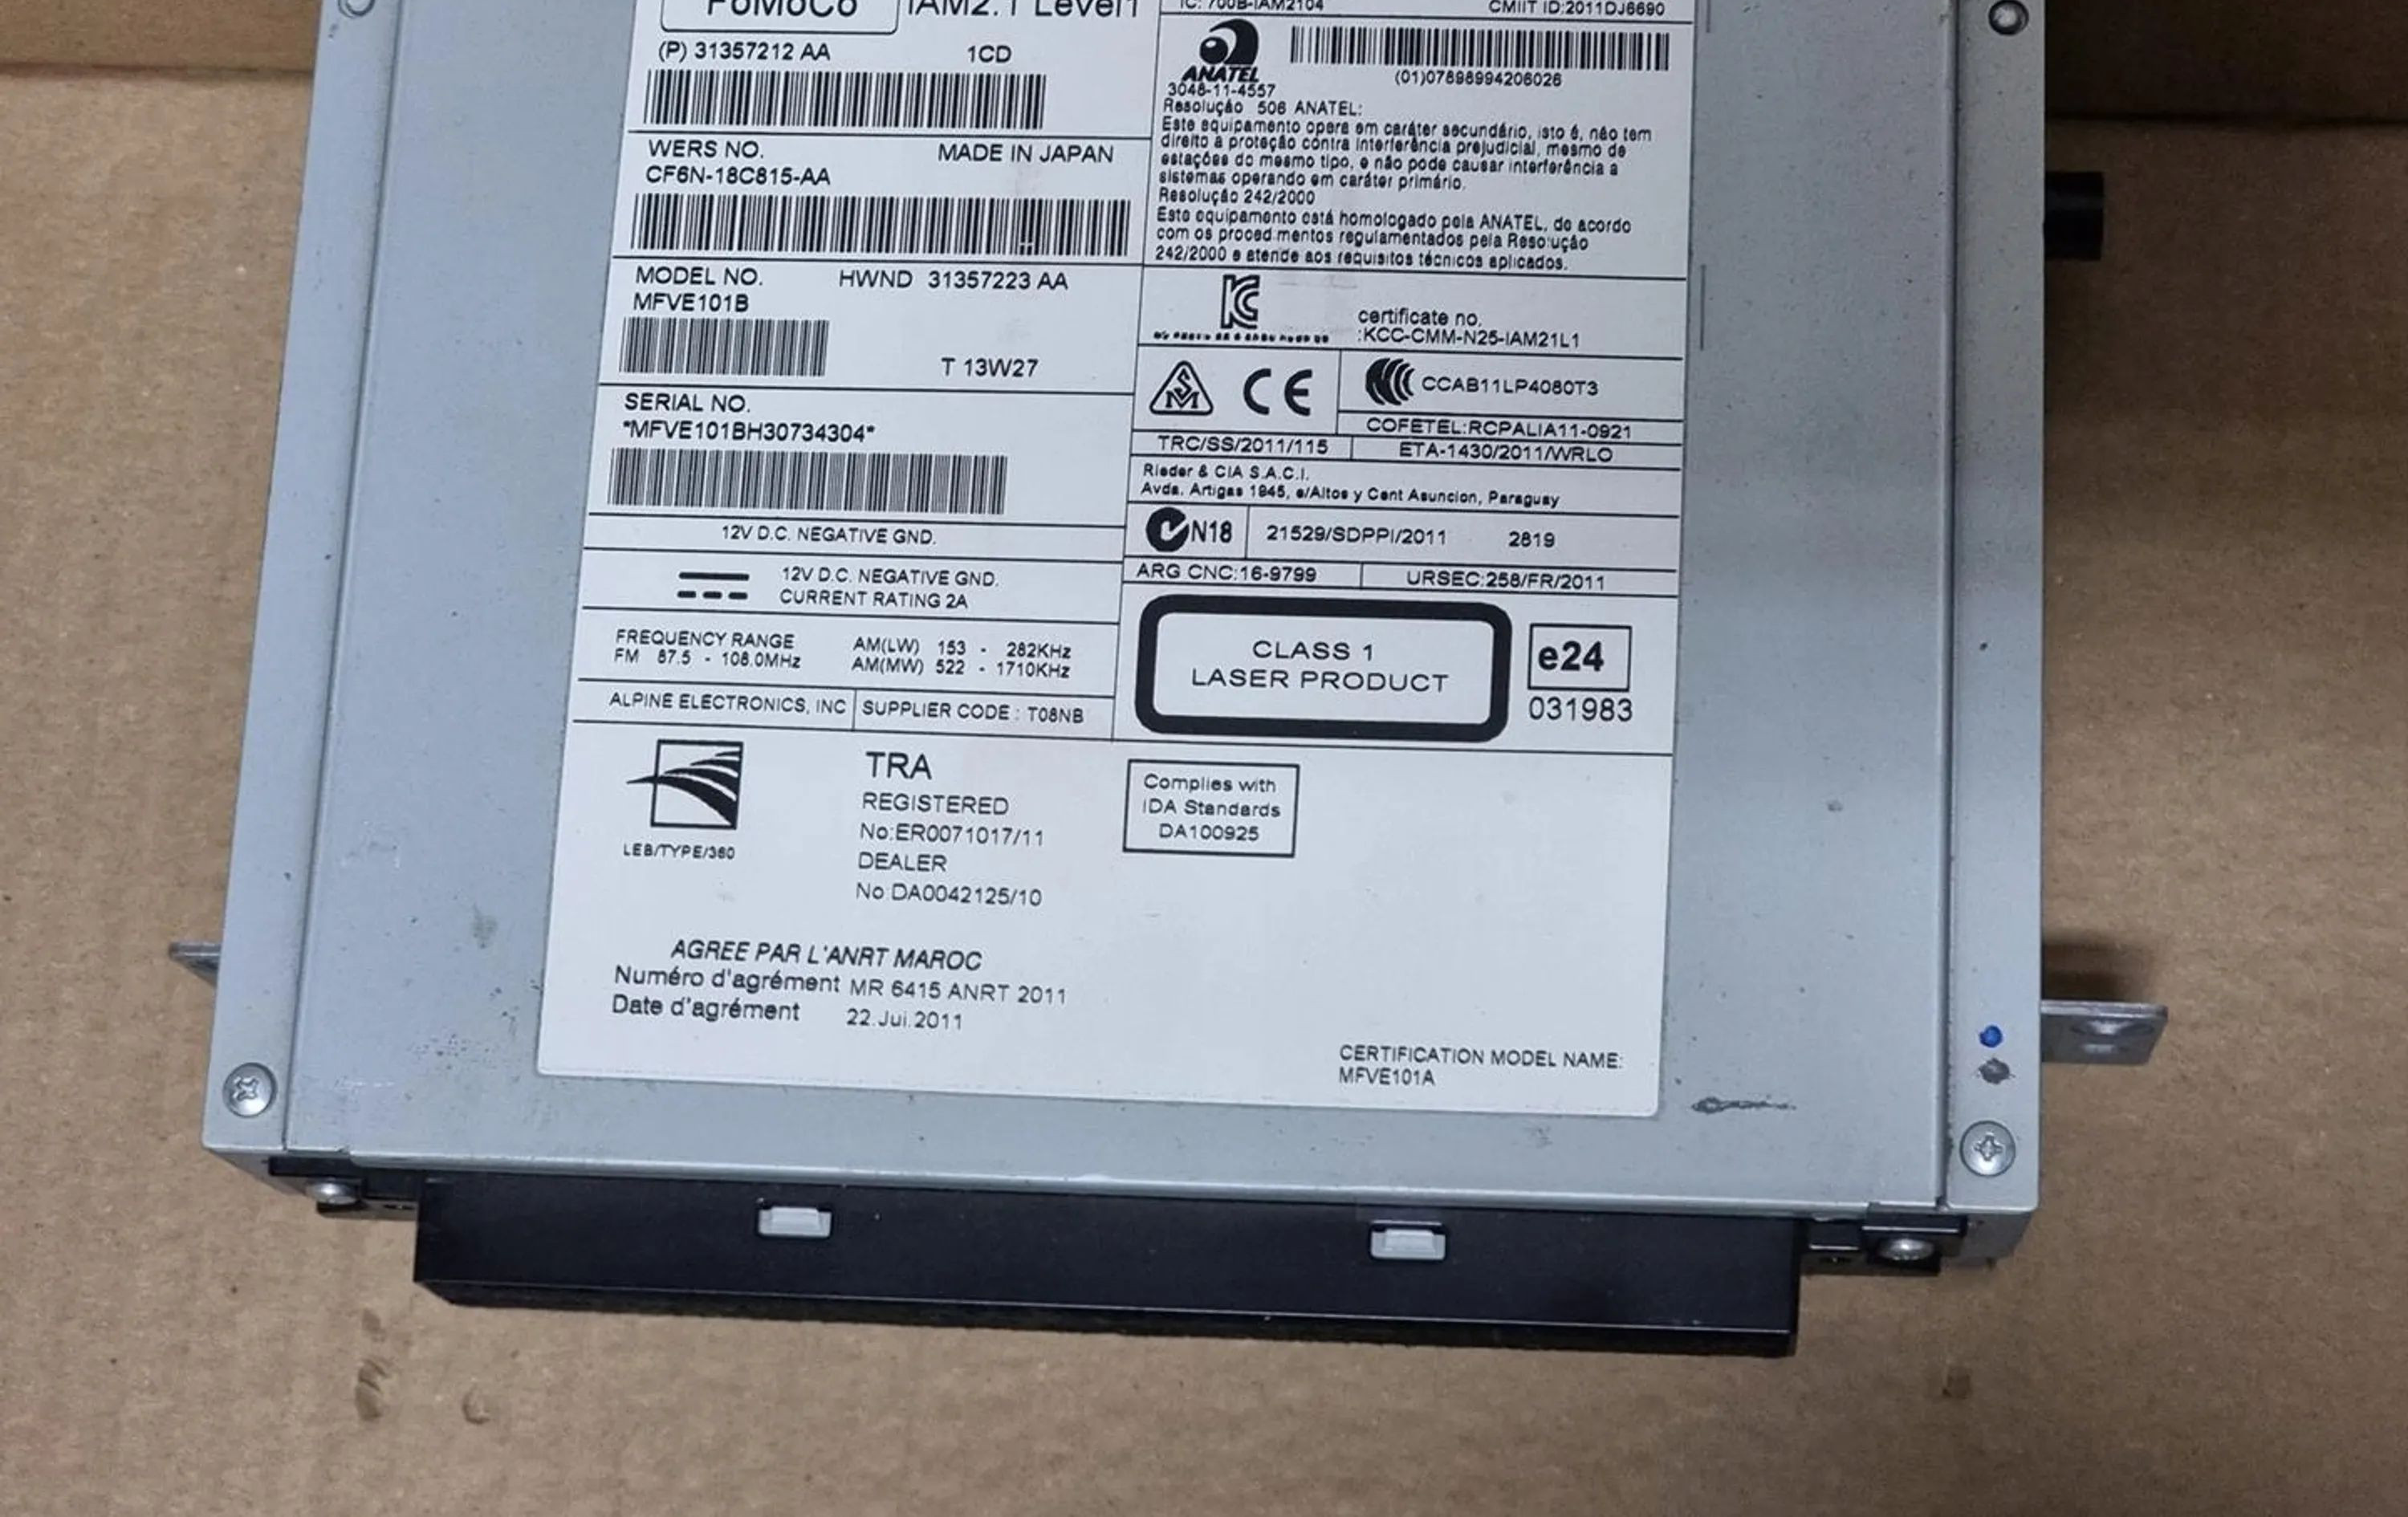 FoMoCo IAM2.1 Level1
(P) 31357212 AA 1CD
WERS NO. MADE IN JAPAN
CF6N-18C815-AA
MODEL NO. HWND 31357223 AA
MFVE101B
T 13W27
SERIAL NO.
*MFVE101BH30734304*
12V D.C. NEGATIVE GND.
12V D.C. NEGATIVE GND.
CURRENT RATING 2A
FREQUENCY RANGE
FM 87.5 - 108.0MHz
AM(LW) 153 - 282KHz
AM(MW) 522 - 1710KHz
ALPINE ELECTRONICS, INC
SUPPLIER CODE : T08NB
IC: 700B-IAM2104 CMIIT ID:2011DJ6690
ANATEL
3048-11-4557
(01)07898994206026
Resolução 506 ANATEL:
Este equipamento opera em caráter secundário, isto é, não tem
direito a proteção contra interferência prejudicial, mesmo de
estações do mesmo tipo, e não pode causar interferência a
sistemas operando em caráter primário.
Resolução 242/2000
Este equipamento está homologado pela ANATEL, de acordo
com os procedimentos regulamentados pela Resolução
242/2000 e atende aos requisitos técnicos aplicados.
certificate no.
:KCC-CMM-N25-IAM21L1
CE
CCAB11LP4080T3
COFETEL:RCPALIA11-0921
TRC/SS/2011/115
ETA-1430/2011/WRLO
Rieder & CIA S.A.C.I.
Avda. Artigas 1945, e/Altos y Cent Asuncion, Paraguay
N18
21529/SDPPI/2011 2819
ARG CNC:16-9799
URSEC:258/FR/2011
CLASS 1
LASER PRODUCT
e24
031983
LEB/TYPE/360
TRA
REGISTERED
No:ER0071017/11
DEALER
No:DA0042125/10
Complies with
IDA Standards
DA100925
AGREE PAR L'ANRT MAROC
Numéro d'agrément MR 6415 ANRT 2011
Date d'agrément 22.Jui.2011
CERTIFICATION MODEL NAME:
MFVE101A